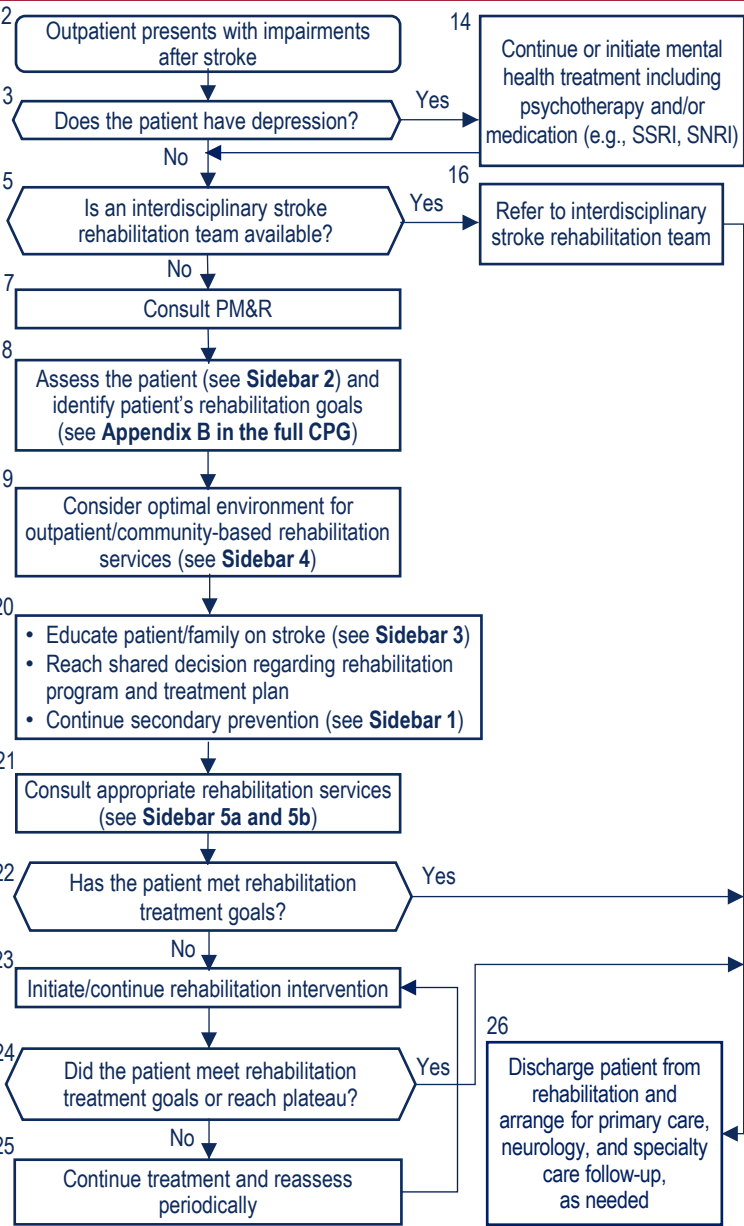 2
Outpatient presents with impairments
after stroke
14
Continue or initiate mental
health treatment including
psychotherapy and/or
medication (e.g., SSRI, SNRI)
3
Does the patient have depression?
Yes
No
5
Is an interdisciplinary stroke
rehabilitation team available?
Yes
16
Refer to interdisciplinary
stroke rehabilitation team
No
7
Consult PM&R
8
Assess the patient (see Sidebar 2) and
identify patient's rehabilitation goals
(see Appendix B in the full CPG)
9
Consider optimal environment for
outpatient/community-based rehabilitation
services (see Sidebar 4)
20
• Educate patient/family on stroke (see Sidebar 3)
• Reach shared decision regarding rehabilitation
program and treatment plan
• Continue secondary prevention (see Sidebar 1)
21
Consult appropriate rehabilitation services
(see Sidebar 5a and 5b)
22
Has the patient met rehabilitation
treatment goals?
Yes
No
23
Initiate/continue rehabilitation intervention
24
Did the patient meet rehabilitation
treatment goals or reach plateau?
Yes
No
25
Continue treatment and reassess
periodically
26
Discharge patient from
rehabilitation and
arrange for primary care,
neurology, and specialty
care follow-up,
as needed